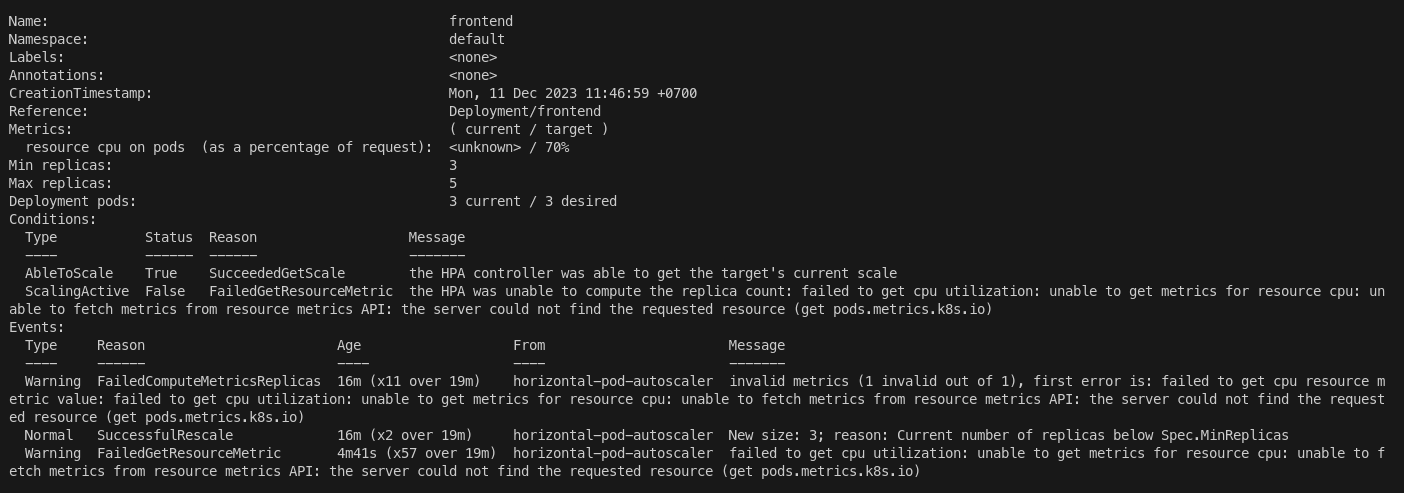 Name:                                                  frontend
Namespace:                                             default
Labels:                                                <none>
Annotations:                                           <none>
CreationTimestamp:                                     Mon, 11 Dec 2023 11:46:59 +0700
Reference:                                             Deployment/frontend
Metrics:                                               ( current / target )
  resource cpu on pods  (as a percentage of request):  <unknown> / 70%
Min replicas:                                          3
Max replicas:                                          5
Deployment pods:                                       3 current / 3 desired
Conditions:
  Type           Status  Reason                   Message
  ----           ------  ------                   -------
  AbleToScale    True    SucceededGetScale        the HPA controller was able to get the target's current scale
  ScalingActive  False   FailedGetResourceMetric  the HPA was unable to compute the replica count: failed to get cpu utilization: unable to get metrics for resource cpu: un
able to fetch metrics from resource metrics API: the server could not find the requested resource (get pods.metrics.k8s.io)
Events:
  Type     Reason                        Age                   From                       Message
  ----     ------                        ----                  ----                       -------
  Warning  FailedComputeMetricsReplicas  16m (x11 over 19m)    horizontal-pod-autoscaler  invalid metrics (1 invalid out of 1), first error is: failed to get cpu resource m
etric value: failed to get cpu utilization: unable to get metrics for resource cpu: unable to fetch metrics from resource metrics API: the server could not find the request
ed resource (get pods.metrics.k8s.io)
  Normal   SuccessfulRescale             16m (x2 over 19m)     horizontal-pod-autoscaler  New size: 3; reason: Current number of replicas below Spec.MinReplicas
  Warning  FailedGetResourceMetric       4m41s (x57 over 19m)  horizontal-pod-autoscaler  failed to get cpu utilization: unable to get metrics for resource cpu: unable to f
etch metrics from resource metrics API: the server could not find the requested resource (get pods.metrics.k8s.io)